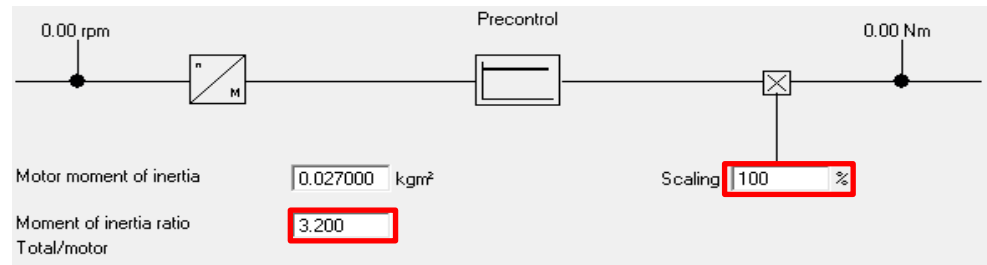 Precontrol
0.00 rpm
0.00 Nm
n
M
Motor moment of inertia 0.027000 kgm²
Scaling 100 %
Moment of inertia ratio 3.200
Total/motor